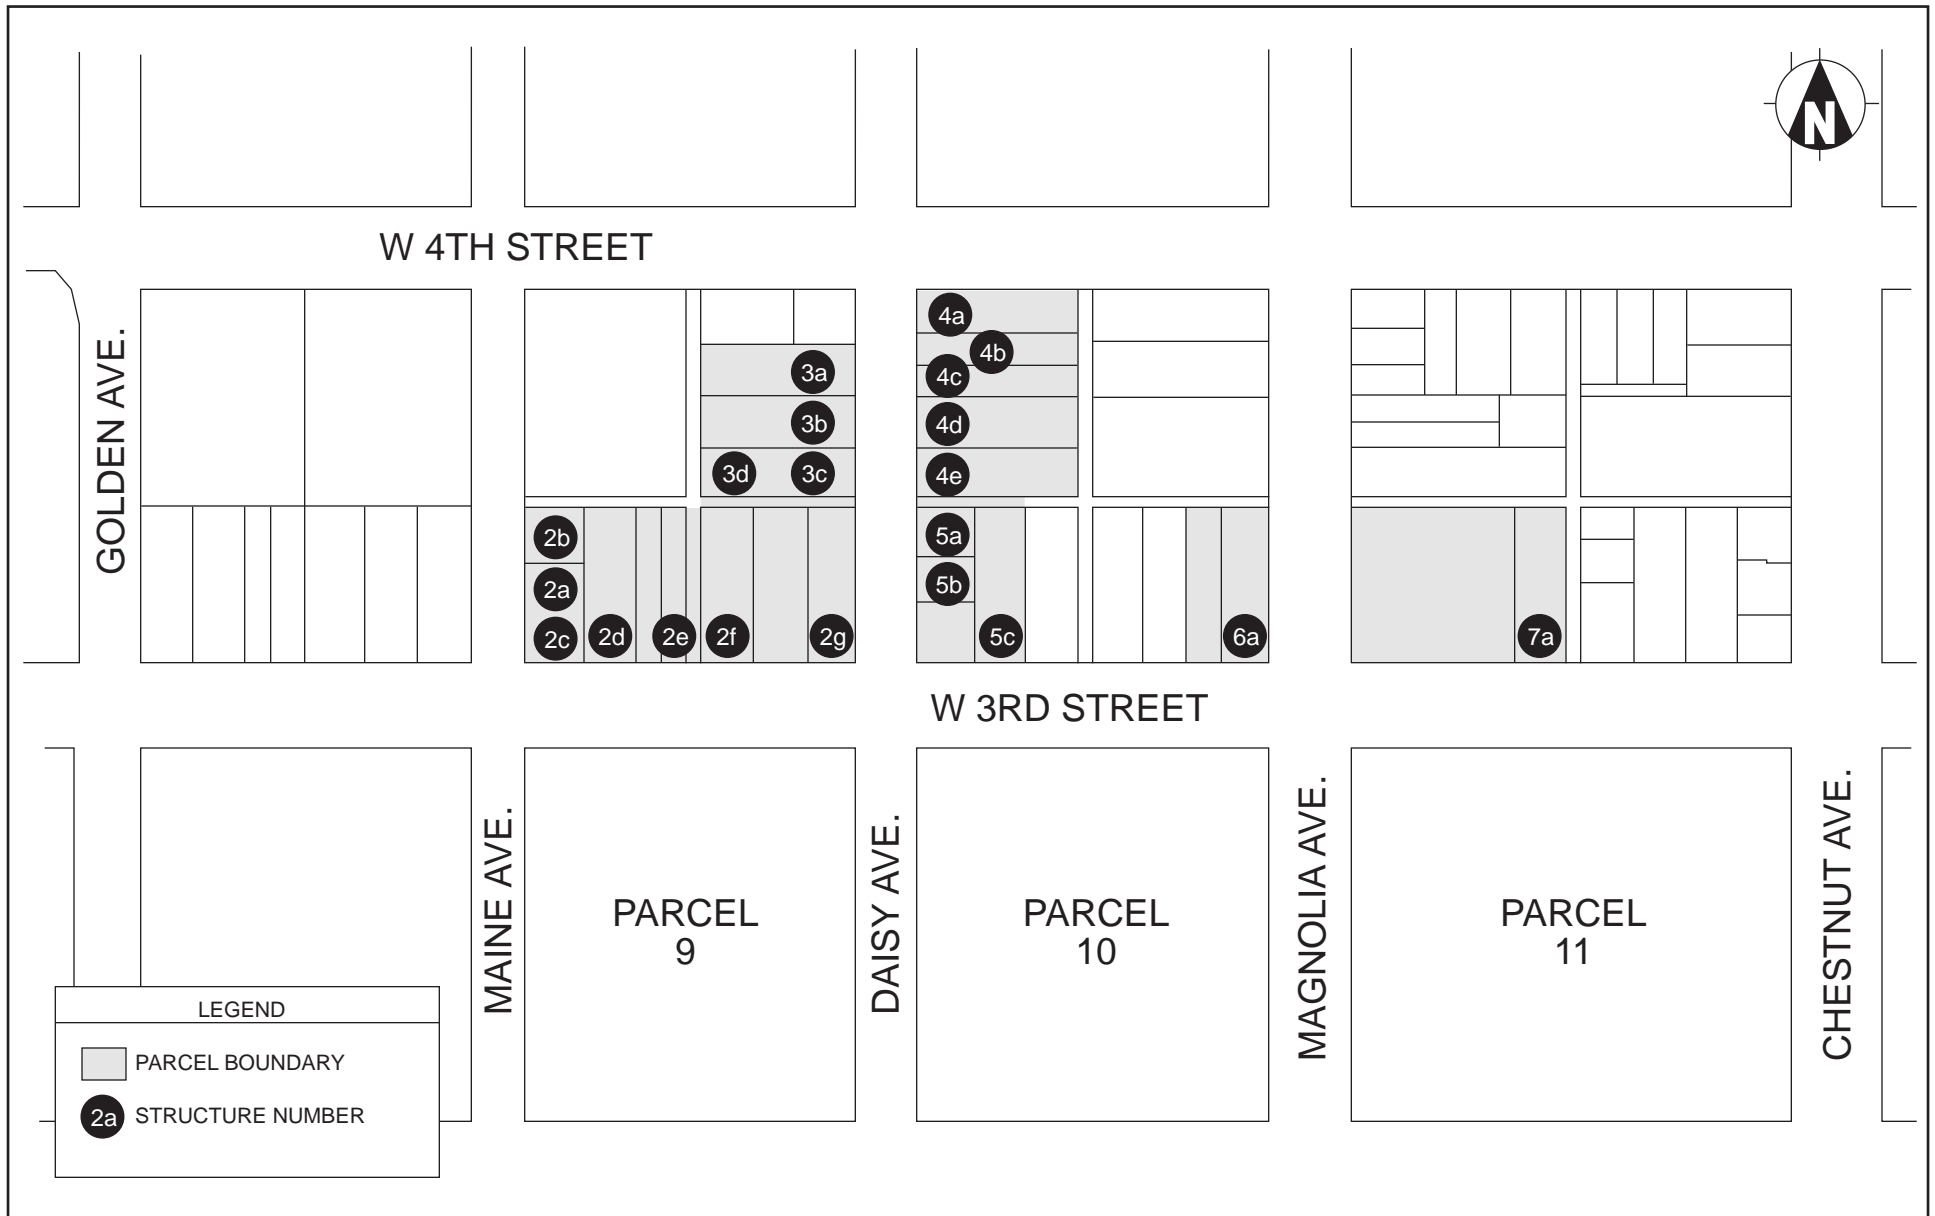 N
W 4TH STREET
GOLDEN AVE.
4a
4b
3a
4c
3b
4d
3d
3c
4e
2b
5a
2a
5b
2c
2d
2e
2f
2g
5c
6a
7a
W 3RD STREET
MAINE AVE.
DAISY AVE.
MAGNOLIA AVE.
CHESTNUT AVE.
PARCEL
9
PARCEL
10
PARCEL
11
LEGEND
PARCEL BOUNDARY
2a STRUCTURE NUMBER